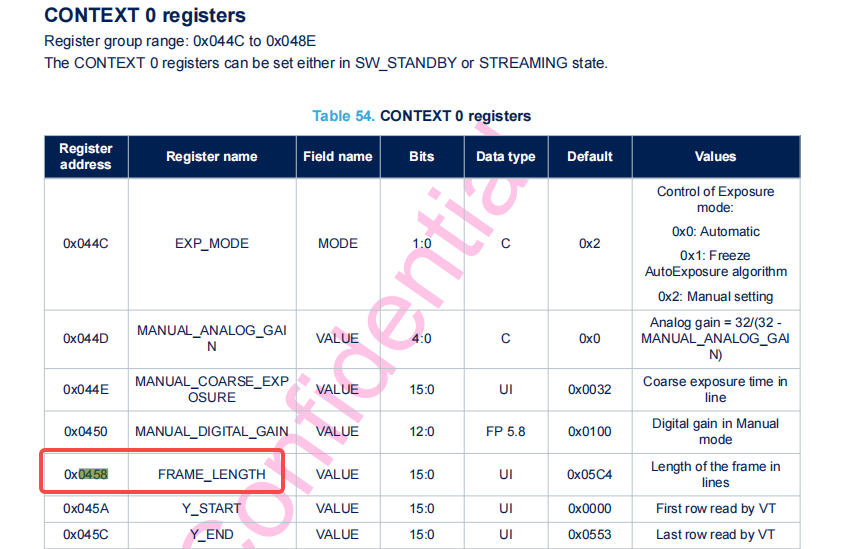 CONTEXT 0 registers
Register group range: 0x044C to 0x048E
The CONTEXT 0 registers can be set either in SW_STANDBY or STREAMING state.
Table 54. CONTEXT 0 registers
Register address Register name Field name Bits Data type Default Values
0x044C EXP_MODE MODE 1:0 C 0x2 Control of Exposure mode:
0x0: Automatic
0x1: Freeze AutoExposure algorithm
0x2: Manual setting
0x044D MANUAL_ANALOG_GAIN VALUE 4:0 C 0x0 Analog gain = 32/(32 - MANUAL_ANALOG_GAIN)
0x044E MANUAL_COARSE_EXPOSURE VALUE 15:0 UI 0x0032 Coarse exposure time in line
0x0450 MANUAL_DIGITAL_GAIN VALUE 12:0 FP 5.8 0x0100 Digital gain in Manual mode
0x0458 FRAME_LENGTH VALUE 15:0 UI 0x05C4 Length of the frame in lines
0x045A Y_START VALUE 15:0 UI 0x0000 First row read by VT
0x045C Y_END VALUE 15:0 UI 0x0553 Last row read by VT